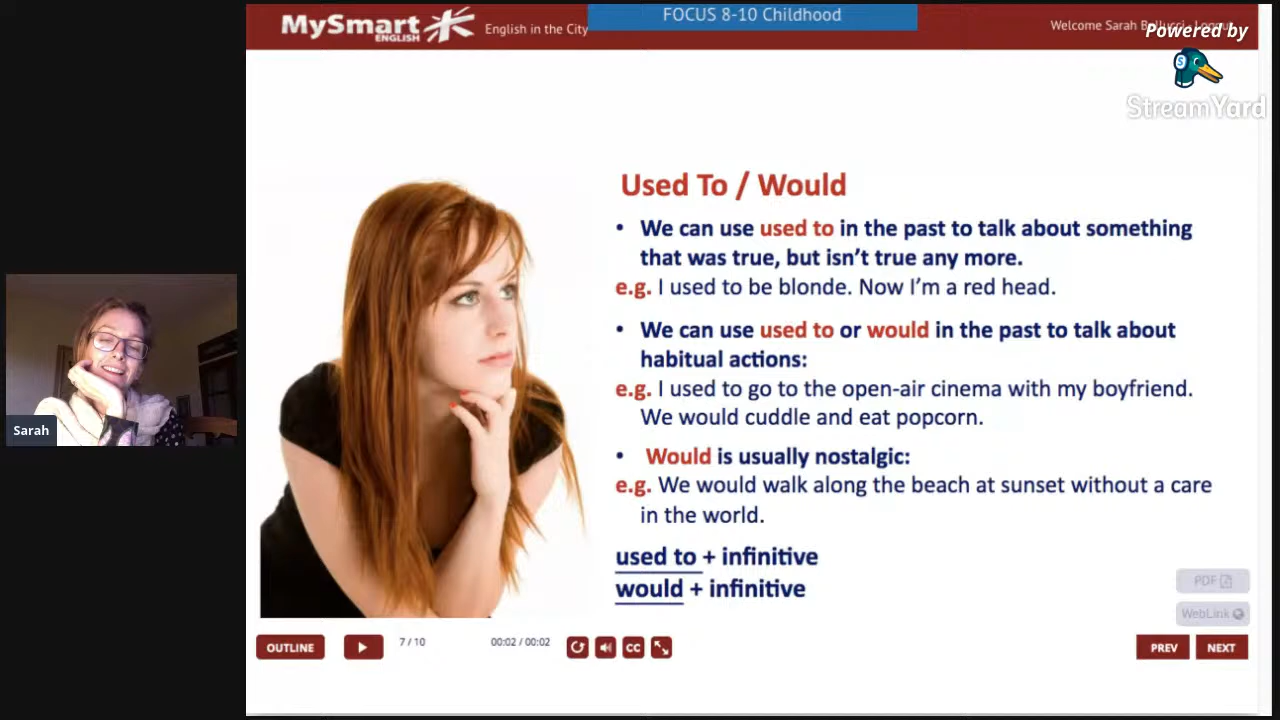 MySmart
ENGLISH
English in the City
FOCUS 8-10 Childhood
Welcome Sarah
Powered by
S
StreamYard
Used To / Would
• We can use used to in the past to talk about something
that was true, but isn't true any more.
e.g. I used to be blonde. Now I'm a red head.
• We can use used to or would in the past to talk about
habitual actions:
e.g. I used to go to the open-air cinema with my boyfriend.
We would cuddle and eat popcorn.
• Would is usually nostalgic:
e.g. We would walk along the beach at sunset without a care
in the world.
used to + infinitive
would + infinitive
Sarah
PDF
WebLink
OUTLINE
7 / 10
00:02 / 00:02
CC
PREV
NEXT